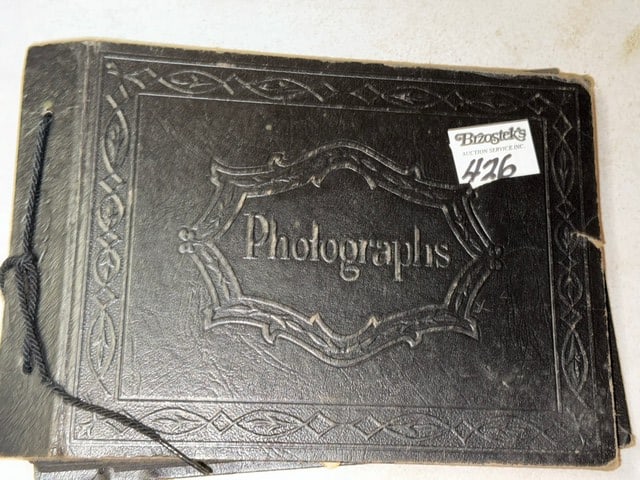 Photographs
Brzostek's
AUCTION SERVICE INC.
426